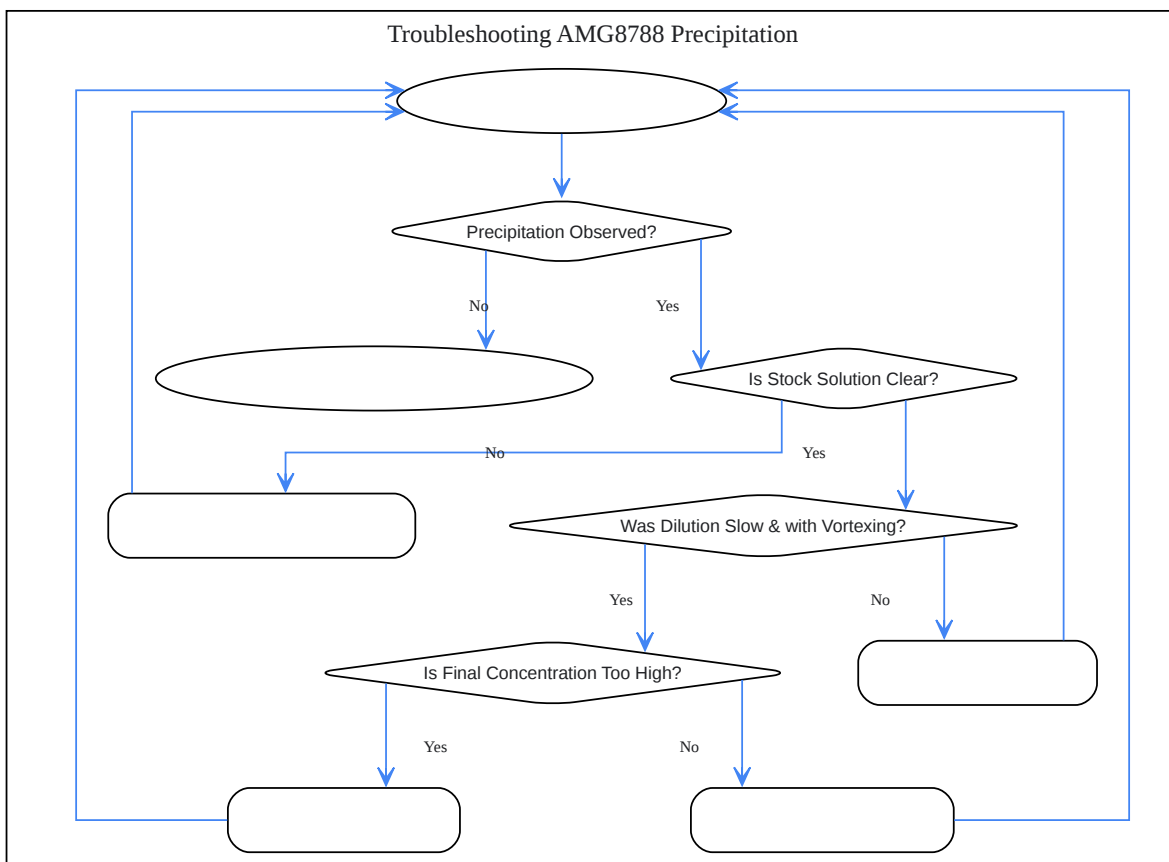 Troubleshooting AMG8788 Precipitation
Precipitation Observed?
No
Yes
Is Stock Solution Clear?
No
Yes
Was Dilution Slow & with Vortexing?
Yes
No
Is Final Concentration Too High?
Yes
No